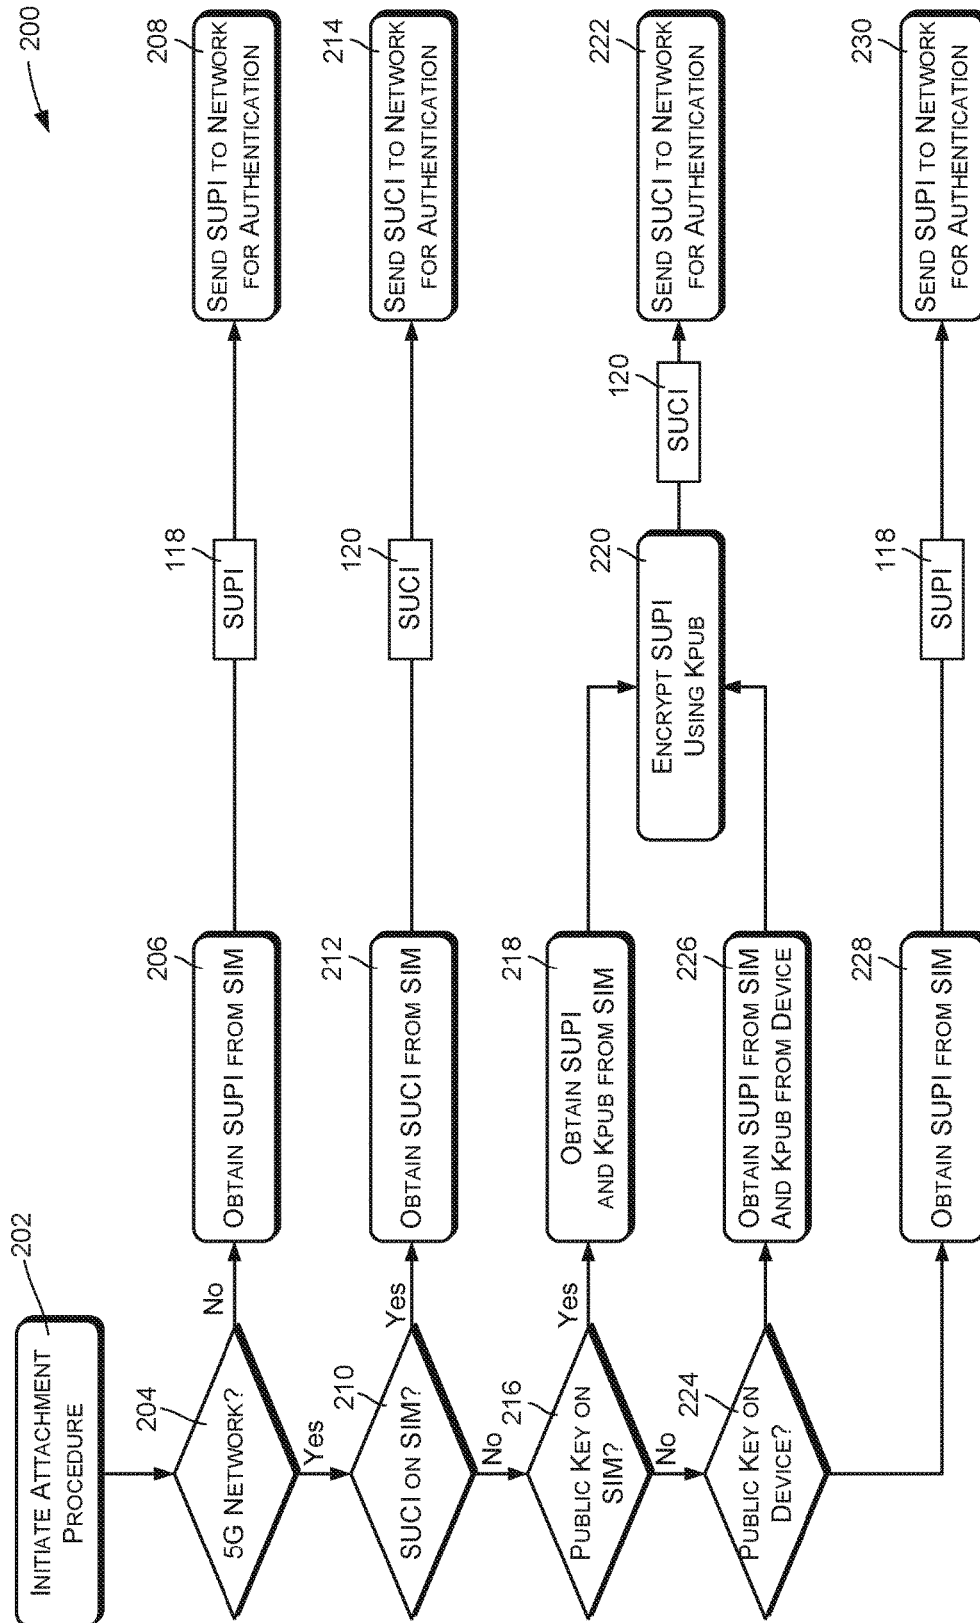 200
INITIATE ATTACHMENT
PROCEDURE
202
5G NETWORK?
204
No
Yes
OBTAIN SUPI FROM SIM
206
SUPI
118
SEND SUPI TO NETWORK
FOR AUTHENTICATION
208
SUCI ON SIM?
210
Yes
No
OBTAIN SUCI FROM SIM
212
SUCI
120
SEND SUCI TO NETWORK
FOR AUTHENTICATION
214
PUBLIC KEY ON
SIM?
216
Yes
No
OBTAIN SUPI
AND KPUB FROM SIM
218
ENCRYPT SUPI
USING KPUB
220
SUCI
120
SEND SUCI TO NETWORK
FOR AUTHENTICATION
222
PUBLIC KEY ON
DEVICE?
224
OBTAIN SUPI FROM SIM
AND KPUB FROM DEVICE
226
OBTAIN SUPI FROM SIM
228
SUPI
118
SEND SUPI TO NETWORK
FOR AUTHENTICATION
230